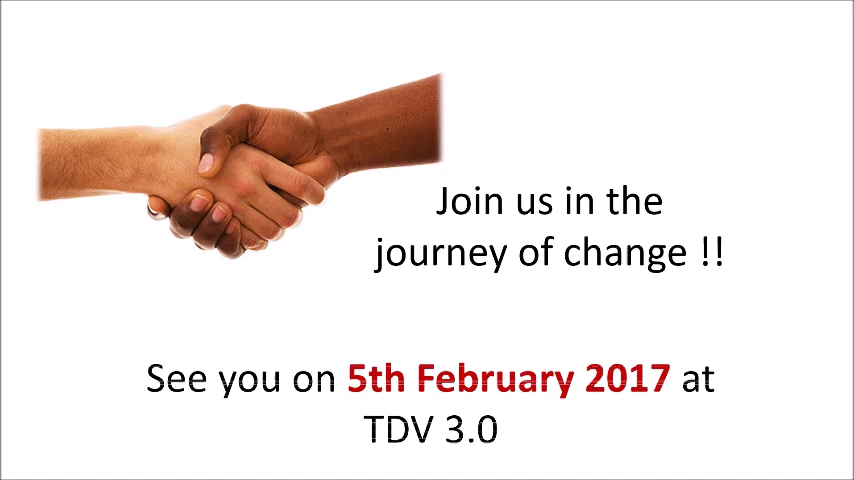 Join us in the
journey of change !!
See you on 5th February 2017 at
TDV 3.0